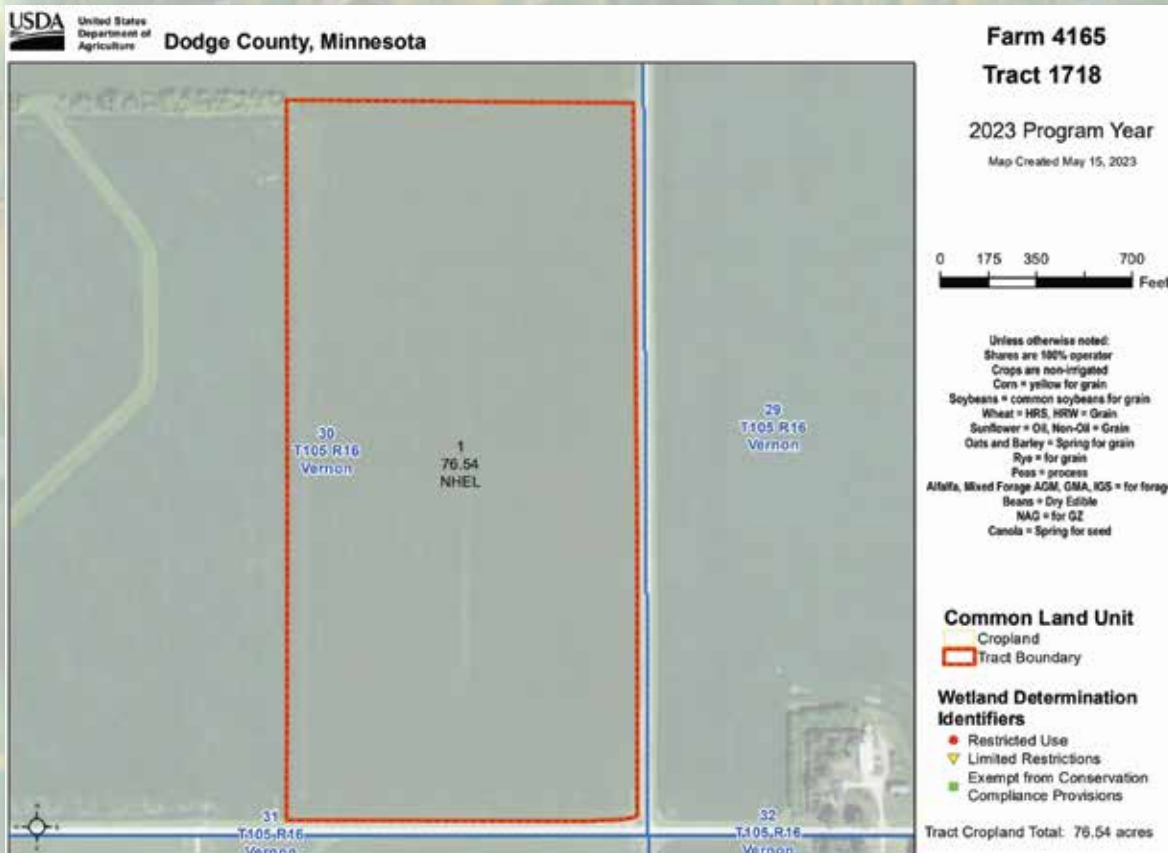 USDA
United States
Department of
Agriculture
Dodge County, Minnesota
Farm 4165
Tract 1718
2023 Program Year
Map Created May 15, 2023
0 175 350 700
Feet
Unless otherwise noted:
Shares are 100% operator
Crops are non-irrigated
Corn = yellow for grain
Soybeans = common soybeans for grain
Wheat = HRS, HRW = Grain
Sunflower = Oil, Non-Oil = Grain
Oats and Barley = Spring for grain
Rye = for grain
Peas = process
Alfalfa, Mixed Forage AGM, GMA, IGS = for forage
Beans = Dry Edible
NAG = for GZ
Canola = Spring for seed
Common Land Unit
Cropland
Tract Boundary
Wetland Determination
Identifiers
Restricted Use
Limited Restrictions
Exempt from Conservation
Compliance Provisions
Tract Cropland Total: 76.54 acres
30
T105 R16
Vernon
1
76.54
NHEL
29
T105 R16
Vernon
31
T105 R16
Vernon
32
T105 R16
Vernon